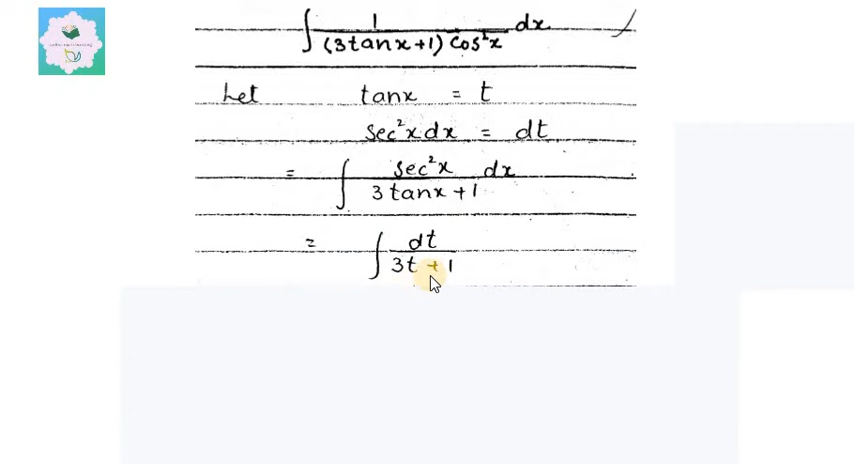 ∫ 1 / (3tanx+1) Cos²x dx
Let tanx = t
sec²x dx = dt
= ∫ sec²x / 3tanx+1 dx
= ∫ dt / 3t+1